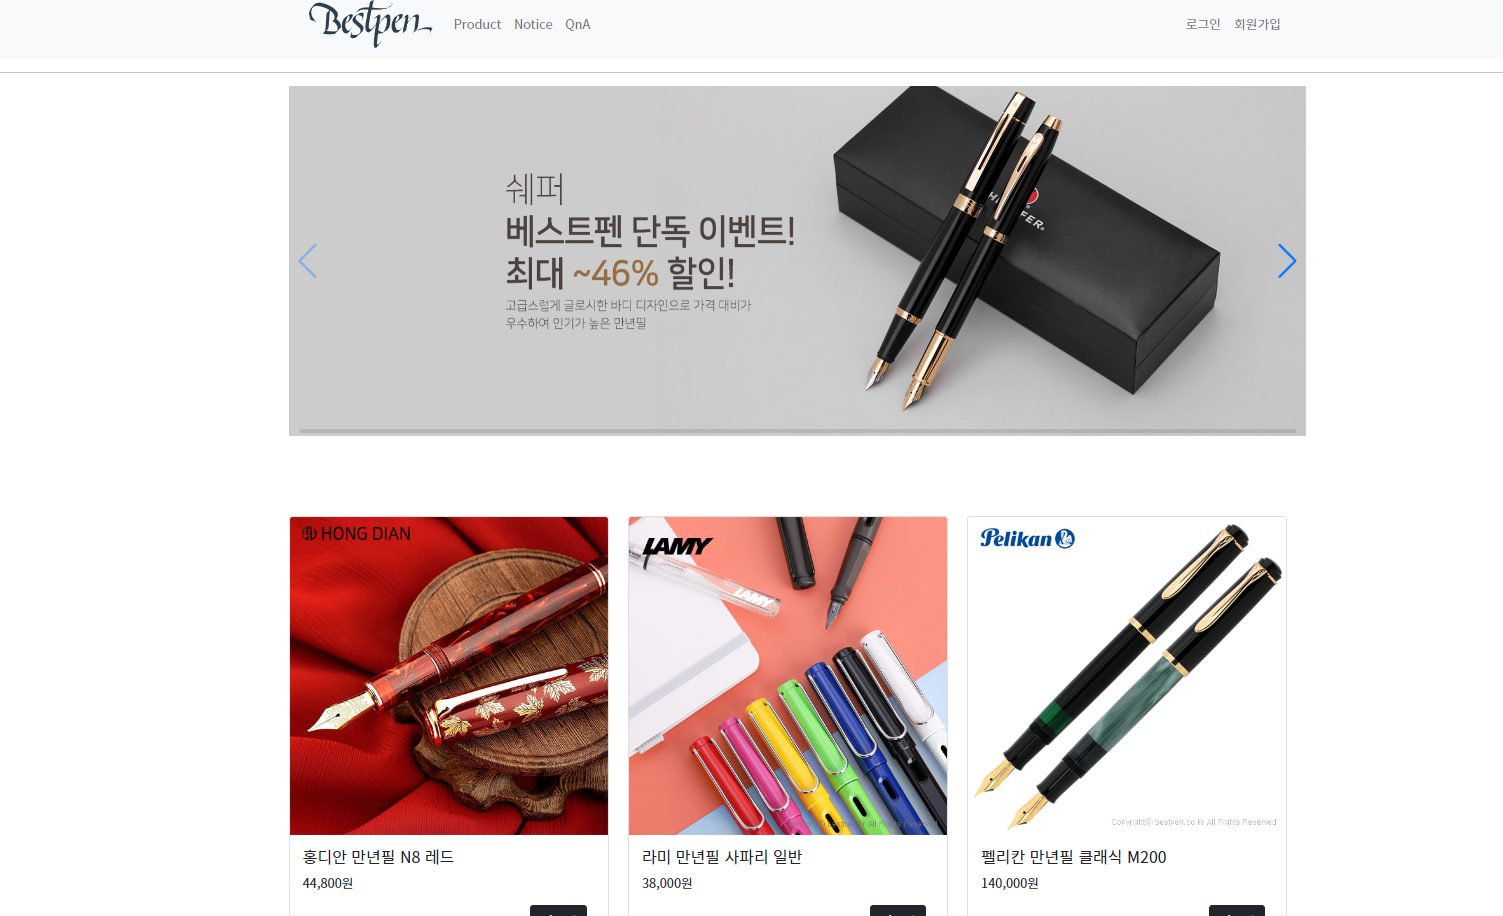 Bestpen
Product Notice QnA
로그인 회원가입
쉐퍼
베스트펜 단독 이벤트!
최대 ~46% 할인!
고급스럽게 글로시한 바디 디자인으로 가격 대비가
우수하여 인기가 높은 만년필
HONG DIAN
LAMY
LAMY
Pelikan
Copyrightⓒ bestpen.co.kr All Rights Reserved
홍디안 만년필 N8 레드
44,800원
라미 만년필 사파리 일반
38,000원
펠리칸 만년필 클래식 M200
140,000원